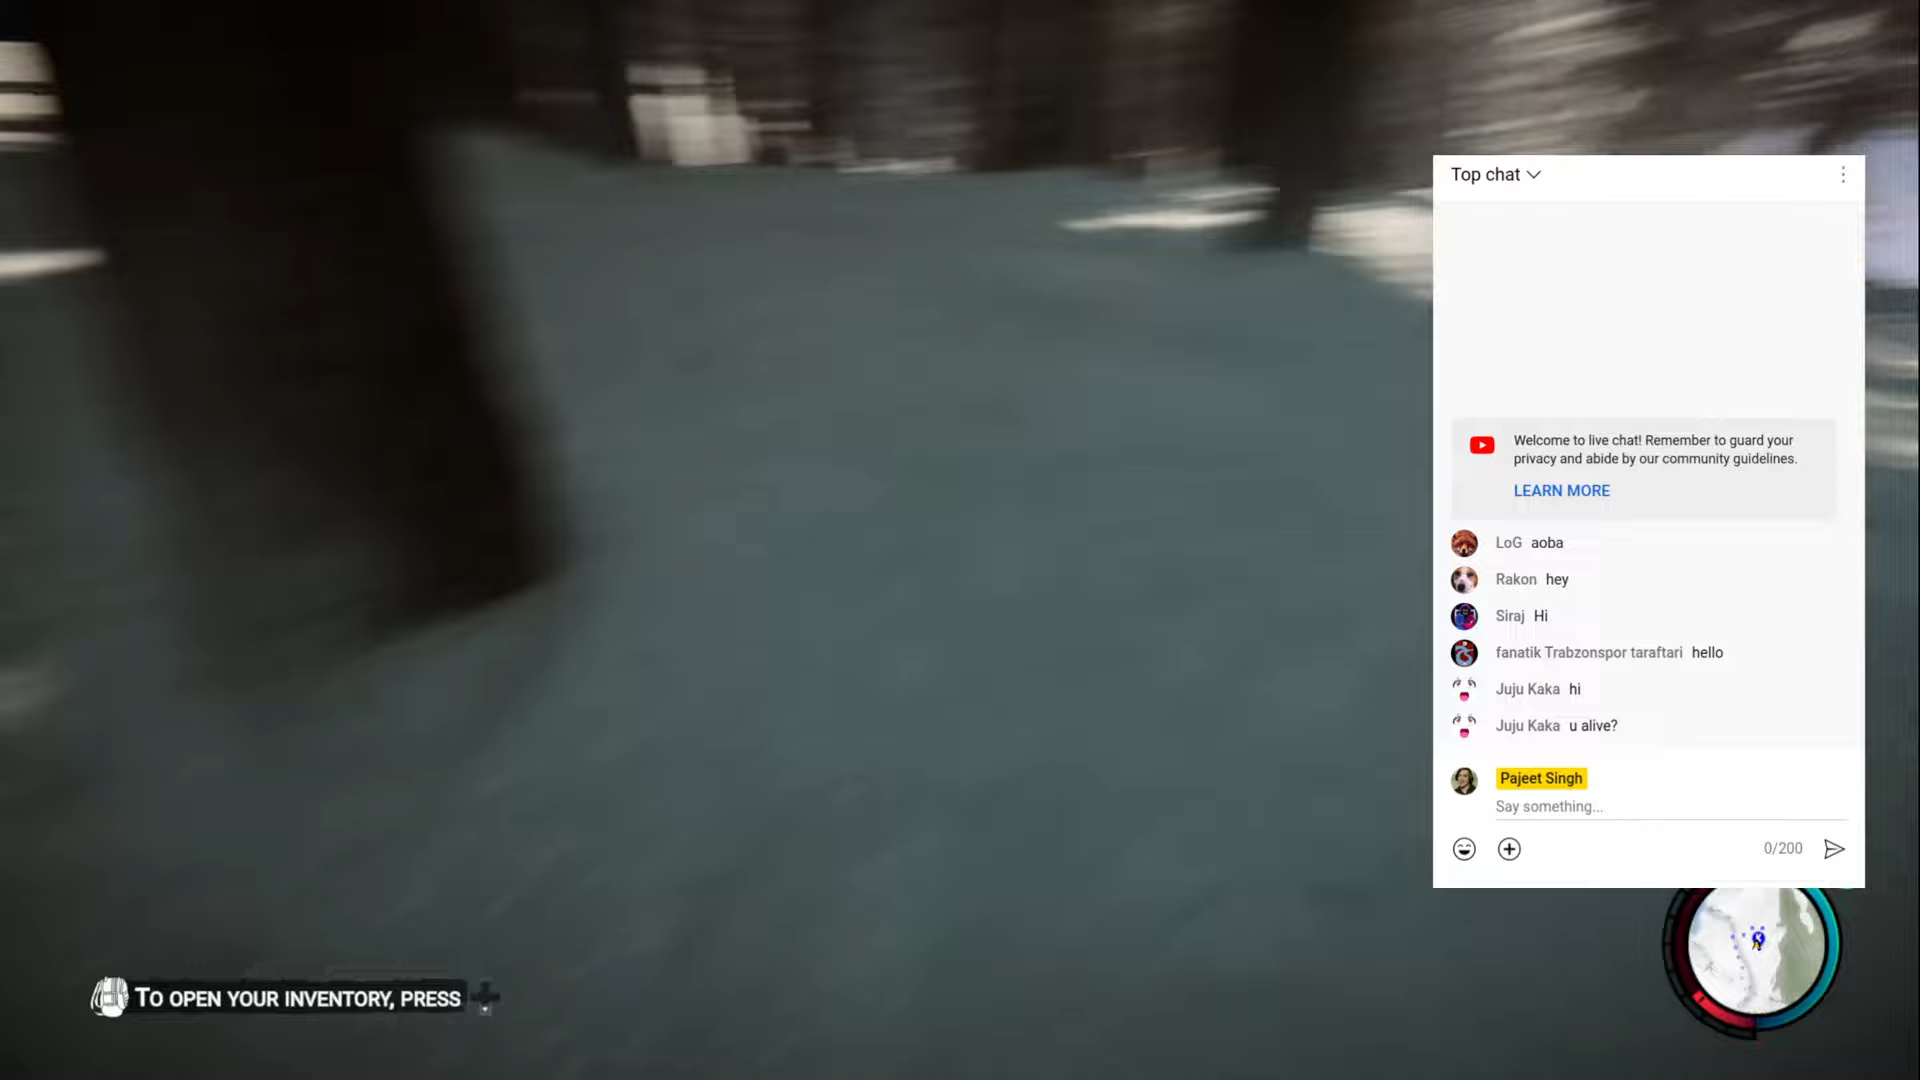 Top chat
Welcome to live chat! Remember to guard your
privacy and abide by our community guidelines.
LEARN MORE
LoG aoba
Rakon hey
Siraj Hi
fanatik Trabzonspor taraftari hello
Juju Kaka hi
Juju Kaka u alive?
Pajeet Singh
Say something...
0/200
TO OPEN YOUR INVENTORY, PRESS